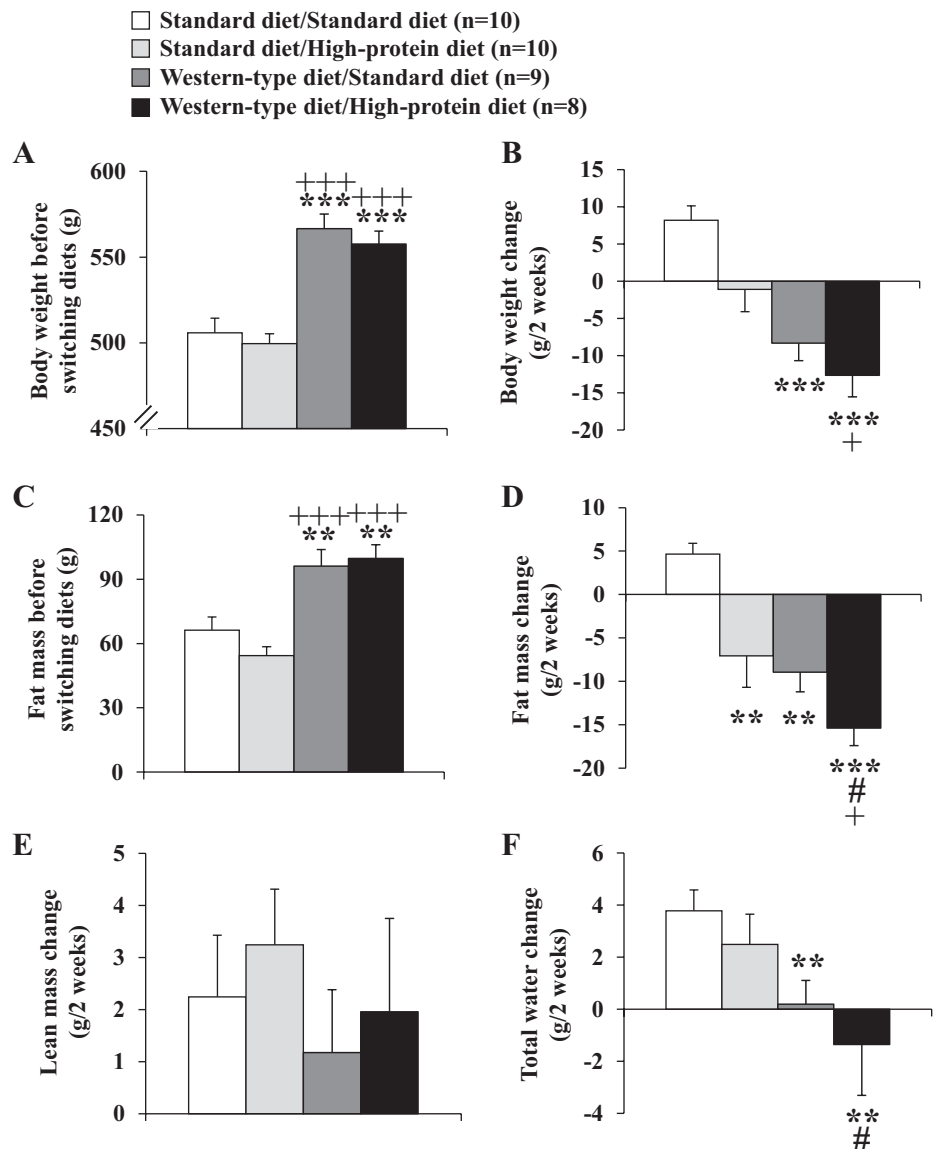 Standard diet/Standard diet (n=10)
Standard diet/High-protein diet (n=10)
Western-type diet/Standard diet (n=9)
Western-type diet/High-protein diet (n=8)
A
Body weight before
switching diets (g)
600
550
500
450
+++
***
+++
***
B
Body weight change
(g/2 weeks)
15
10
5
0
-5
-10
-15
-20
***
***
+
C
Fat mass before
switching diets (g)
120
90
60
30
0
+++
**
+++
**
D
Fat mass change
(g/2 weeks)
10
5
0
-5
-10
-15
-20
**
**
***
#
+
E
Lean mass change
(g/2 weeks)
5
4
3
2
1
0
F
Total water change
(g/2 weeks)
6
4
2
0
-2
-4
**
**
#